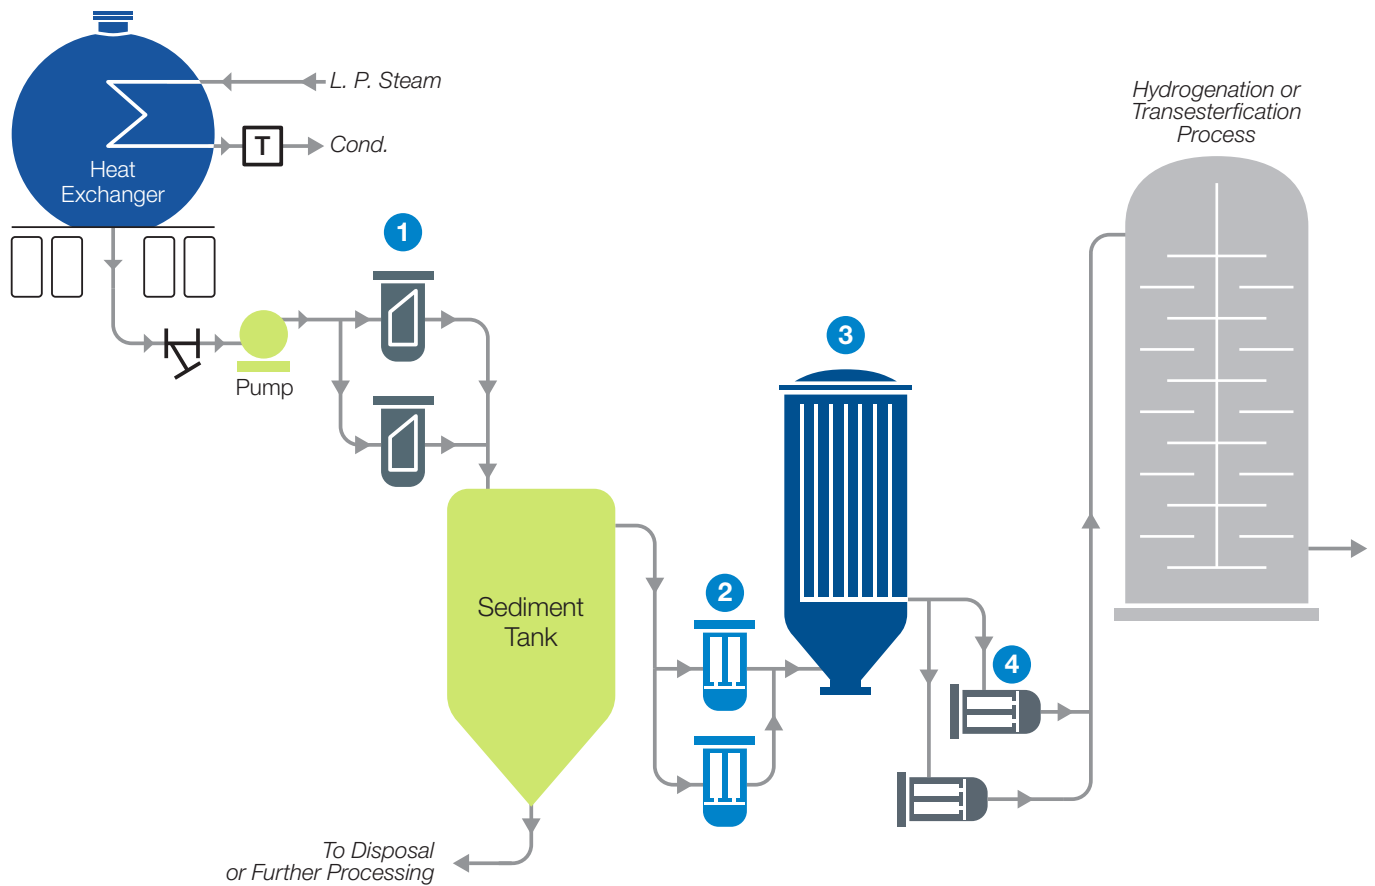 L. P. Steam
T
Cond.
Heat
Exchanger
1
Pump
Hydrogenation or
Transesterfication
Process
3
Sediment
Tank
2
4
To Disposal
or Further Processing